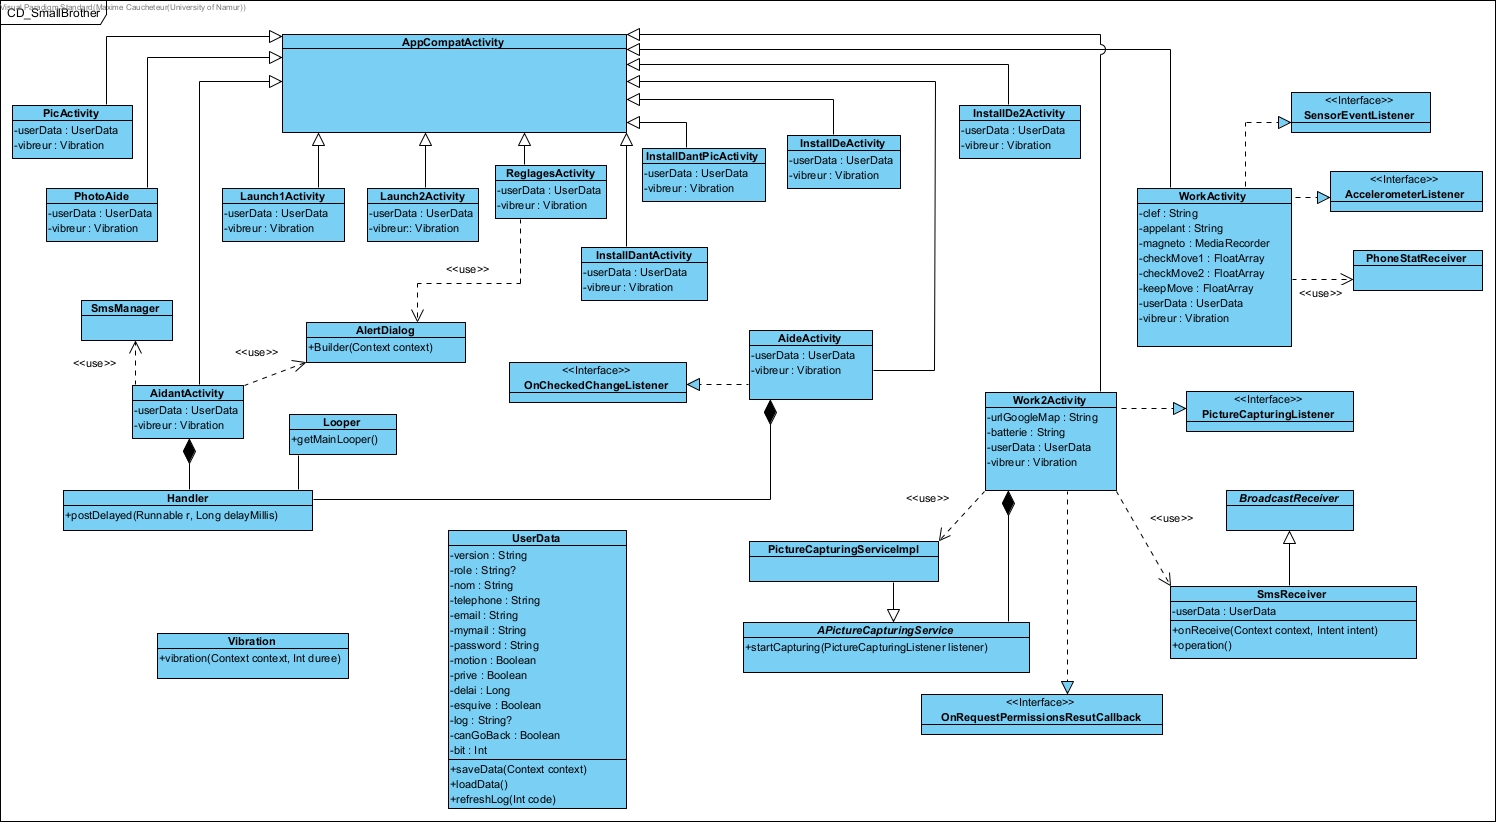 Visual Paradigm Standard(Maxime Caucheteur(University of Namur))
CD_SmallBrother
AppCompatActivity
PicActivity
-userData : UserData
-vibreur : Vibration
PhotoAide
-userData : UserData
-vibreur : Vibration
Launch1Activity
-userData : UserData
-vibreur : Vibration
Launch2Activity
-userData : UserData
-vibreur:: Vibration
ReglagesActivity
-userData : UserData
-vibreur : Vibration
InstallDantPicActivity
-userData : UserData
-vibreur : Vibration
InstallDeActivity
-userData : UserData
-vibreur : Vibration
InstallDe2Activity
-userData : UserData
-vibreur : Vibration
<<Interface>>
SensorEventListener
<<Interface>>
AccelerometerListener
WorkActivity
-clef : String
-appelant : String
-magneto : MediaRecorder
-checkMove1 : FloatArray
-checkMove2 : FloatArray
-keepMove : FloatArray
-userData : UserData
-vibreur : Vibration
PhoneStatReceiver
<<use>>
InstallDantActivity
-userData : UserData
-vibreur : Vibration
<<use>>
SmsManager
<<use>>
AlertDialog
+Builder(Context context)
<<use>>
AidantActivity
-userData : UserData
-vibreur : Vibration
Looper
+getMainLooper()
Handler
+postDelayed(Runnable r, Long delayMillis)
<<Interface>>
OnCheckedChangeListener
AideActivity
-userData : UserData
-vibreur : Vibration
Work2Activity
-urlGoogleMap : String
-batterie : String
-userData : UserData
-vibreur : Vibration
<<Interface>>
PictureCapturingListener
<<use>>
<<use>>
BroadcastReceiver
PictureCapturingServiceImpl
SmsReceiver
-userData : UserData
+onReceive(Context context, Intent intent)
+operation()
APictureCapturingService
+startCapturing(PictureCapturingListener listener)
<<Interface>>
OnRequestPermissionsResutCallback
UserData
-version : String
-role : String?
-nom : String
-telephone : String
-email : String
-mymail : String
-password : String
-motion : Boolean
-prive : Boolean
-delai : Long
-esquive : Boolean
-log : String?
-canGoBack : Boolean
-bit : Int
+saveData(Context context)
+loadData()
+refreshLog(Int code)
Vibration
+vibration(Context context, Int duree)